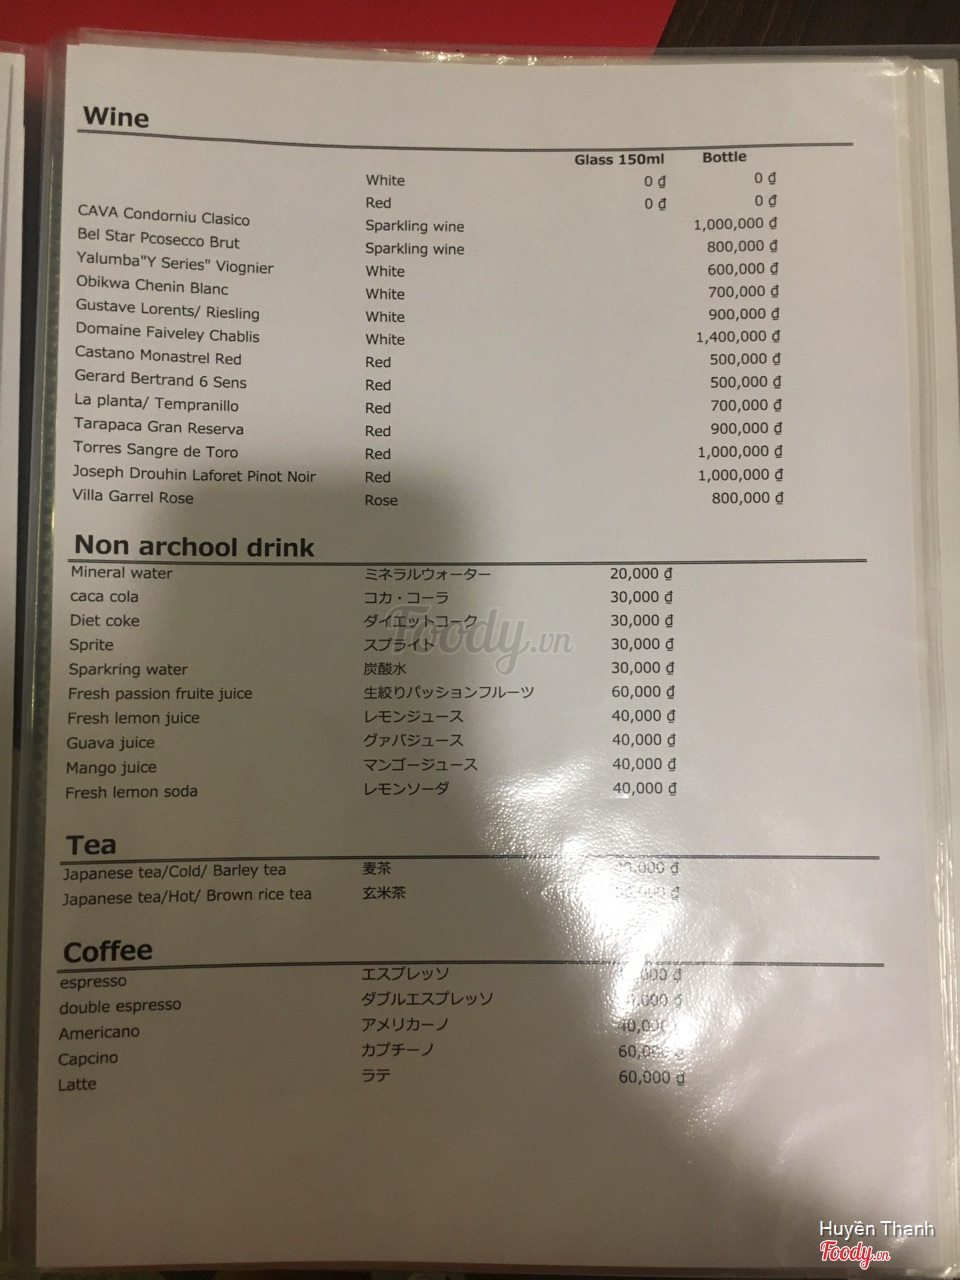 Wine
Glass 150ml Bottle
White 0 ₫ 0 ₫
Red 0 ₫ 0 ₫
CAVA Condorniu Clasico Sparkling wine 1,000,000 ₫
Bel Star Pcosecco Brut Sparkling wine 800,000 ₫
Yalumba"Y Series" Viognier White 600,000 ₫
Obikwa Chenin Blanc White 700,000 ₫
Gustave Lorents/ Riesling White 900,000 ₫
Domaine Faiveley Chablis White 1,400,000 ₫
Castano Monastrel Red Red 500,000 ₫
Gerard Bertrand 6 Sens Red 500,000 ₫
La planta/ Tempranillo Red 700,000 ₫
Tarapaca Gran Reserva Red 900,000 ₫
Torres Sangre de Toro Red 1,000,000 ₫
Joseph Drouhin Laforet Pinot Noir Red 1,000,000 ₫
Villa Garrel Rose Rose 800,000 ₫
Non archool drink
Mineral water ミネラルウォーター 20,000 ₫
caca cola コカ・コーラ 30,000 ₫
Diet coke ダイエットコーク 30,000 ₫
Sprite スプライト 30,000 ₫
Foody.vn
Sparkring water 炭酸水 30,000 ₫
Fresh passion fruite juice 生絞りパッションフルーツ 60,000 ₫
Fresh lemon juice レモンジュース 40,000 ₫
Guava juice グァバジュース 40,000 ₫
Mango juice マンゴージュース 40,000 ₫
Fresh lemon soda レモンソーダ 40,000 ₫
Tea
Japanese tea/Cold/ Barley tea 麦茶
Japanese tea/Hot/ Brown rice tea 玄米茶
Coffee
espresso エスプレッソ
double espresso ダブルエスプレッソ
Americano アメリカーノ 40,000
Capcino カプチーノ 60,000 ₫
Latte ラテ 60,000 ₫
Huyền Thanh
Foody.vn